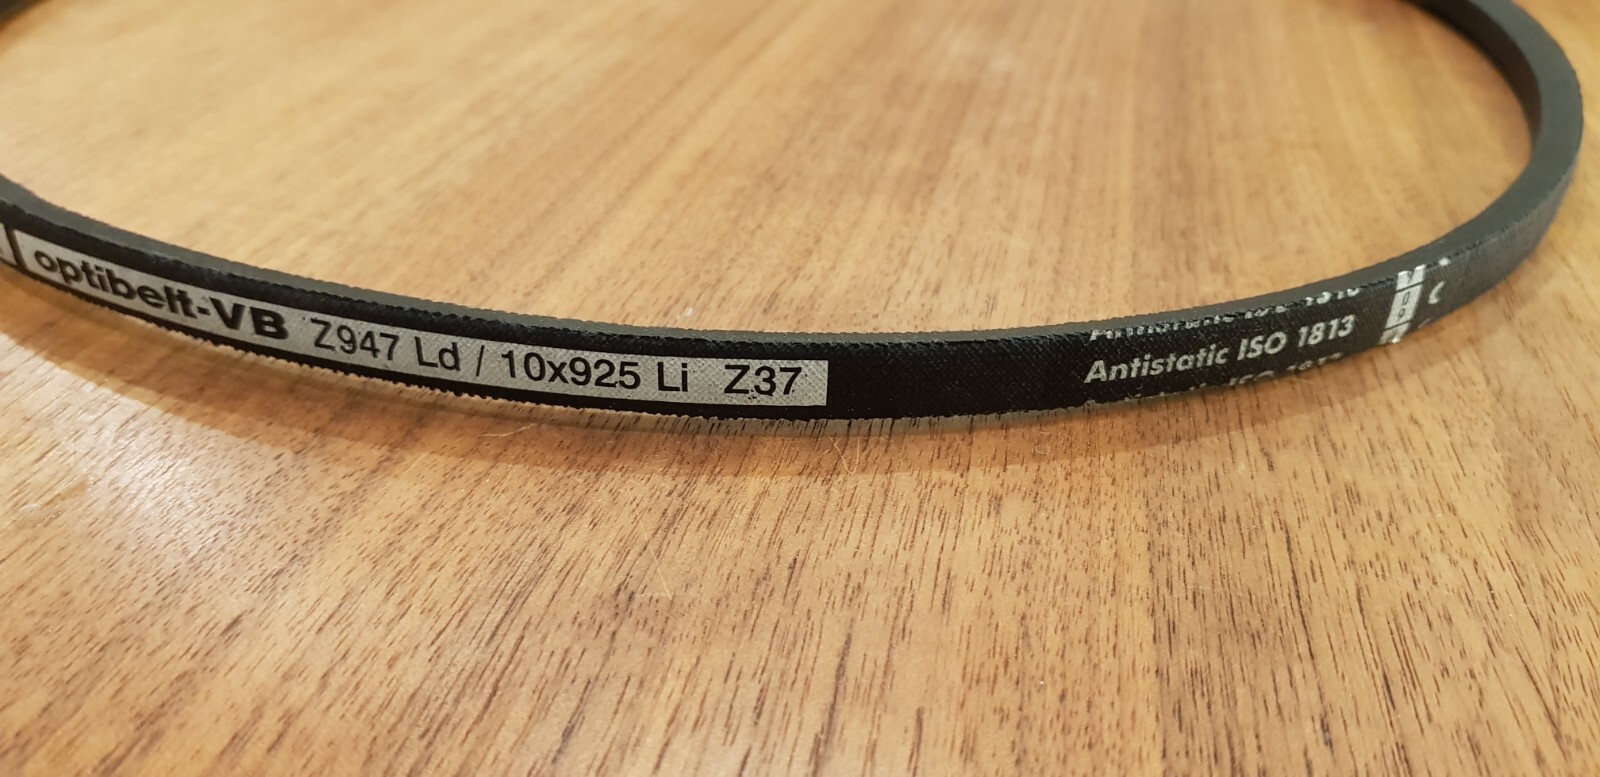 optibelt-VB Z947 Ld / 10x925 Li Z37
Antistatic ISO 1813